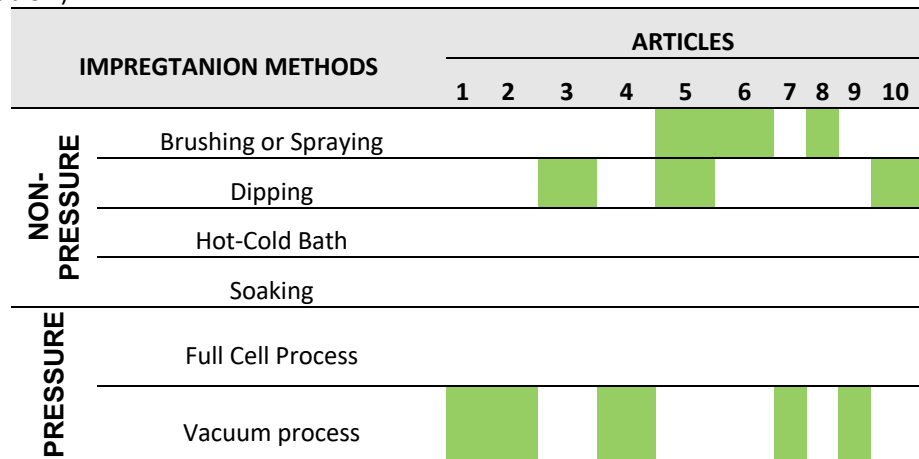 ARTICLES
IMPREGTANION METHODS
1 2 3 4 5 6 7 8 9 10
NON-
PRESSURE
Brushing or Spraying
Dipping
Hot-Cold Bath
Soaking
PRESSURE
Full Cell Process
Vacuum process